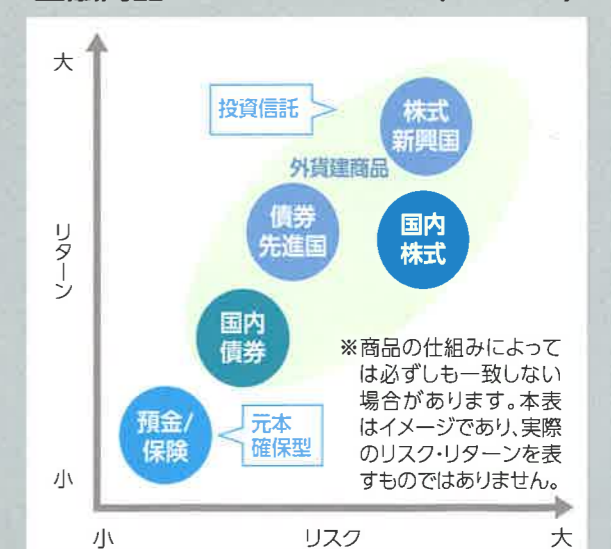 大
投資信託
株式
新興国
外貨建商品
債券
先進国
国内
株式
リターン
国内
債券
※商品の仕組みによって
は必ずしも一致しない
場合があります。本表
はイメージであり、実際
のリスク・リターンを表
すものではありません。
預金/
保険
元本
確保型
小
小
リスク
大